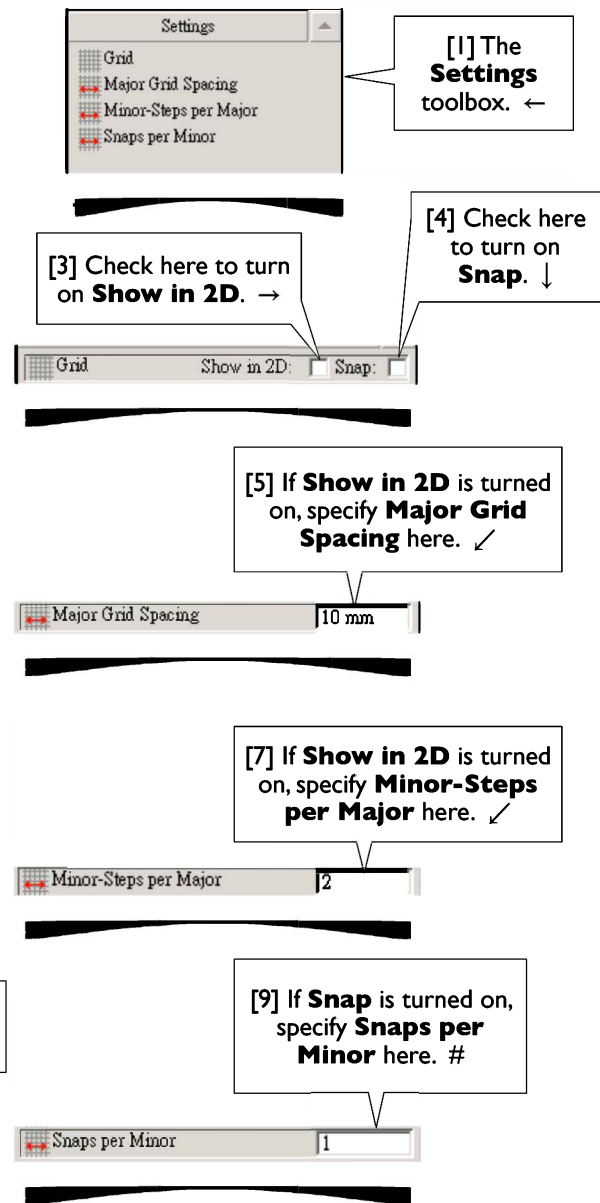 Settings
Grid
Major Grid Spacing
Minor-Steps per Major
Snaps per Minor
[1] The
Settings
toolbox. ←
[4] Check here
to turn on
Snap. ↓
[3] Check here to turn
on Show in 2D. →
Grid Show in 2D: Snap:
[5] If Show in 2D is turned
on, specify Major Grid
Spacing here. ↙
Major Grid Spacing 10 mm
[7] If Show in 2D is turned
on, specify Minor-Steps
per Major here. ↙
Minor-Steps per Major 2
[9] If Snap is turned on,
specify Snaps per
Minor here. #
Snaps per Minor 1